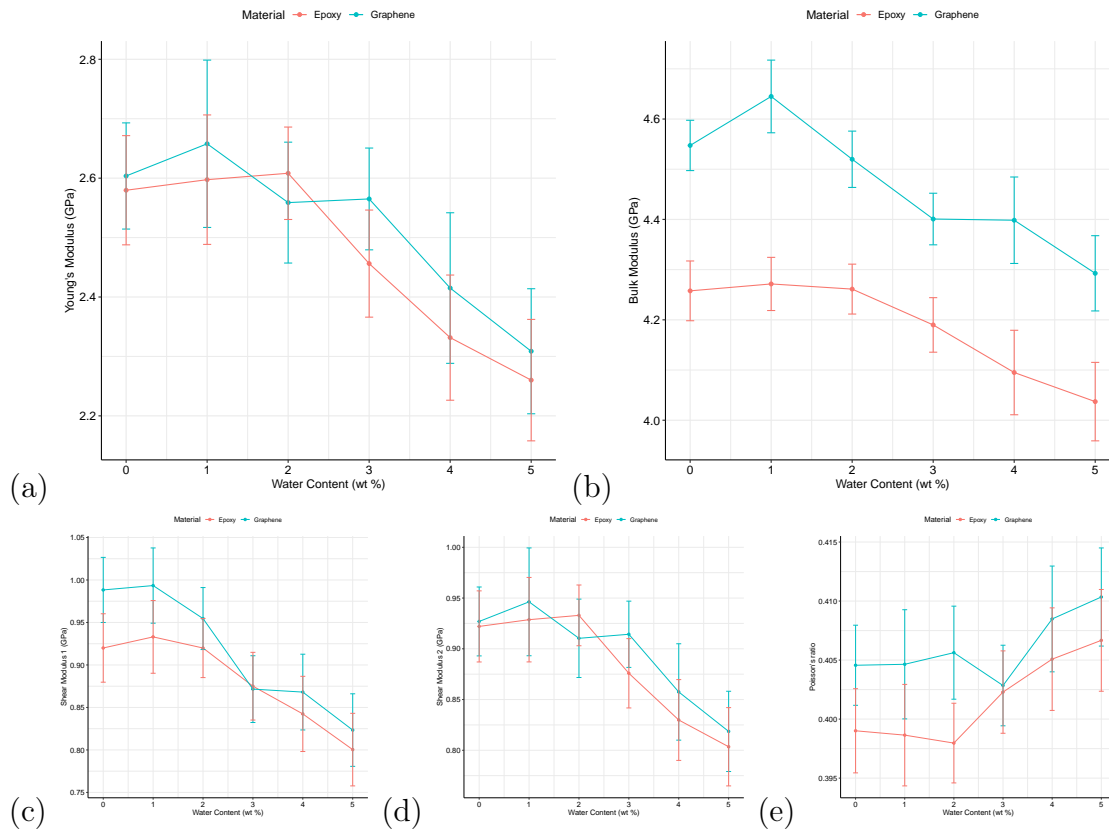 Material Epoxy Graphene
Young's Modulus (GPa)
2.8
2.6
2.4
2.2
0 1 2 3 4 5
Water Content (wt %)
(a)
Material Epoxy Graphene
Bulk Modulus (GPa)
4.6
4.4
4.2
4.0
0 1 2 3 4 5
Water Content (wt %)
(b)
Material Epoxy Graphene
Shear Modulus 1 (GPa)
1.05
1.00
0.95
0.90
0.85
0.80
0.75
0 1 2 3 4 5
Water Content (wt %)
(c)
Material Epoxy Graphene
Shear Modulus 2 (GPa)
1.00
0.95
0.90
0.85
0.80
0 1 2 3 4 5
Water Content (wt %)
(d)
Material Epoxy Graphene
Poisson's ratio
0.415
0.410
0.405
0.400
0.395
0 1 2 3 4 5
Water Content (wt %)
(e)